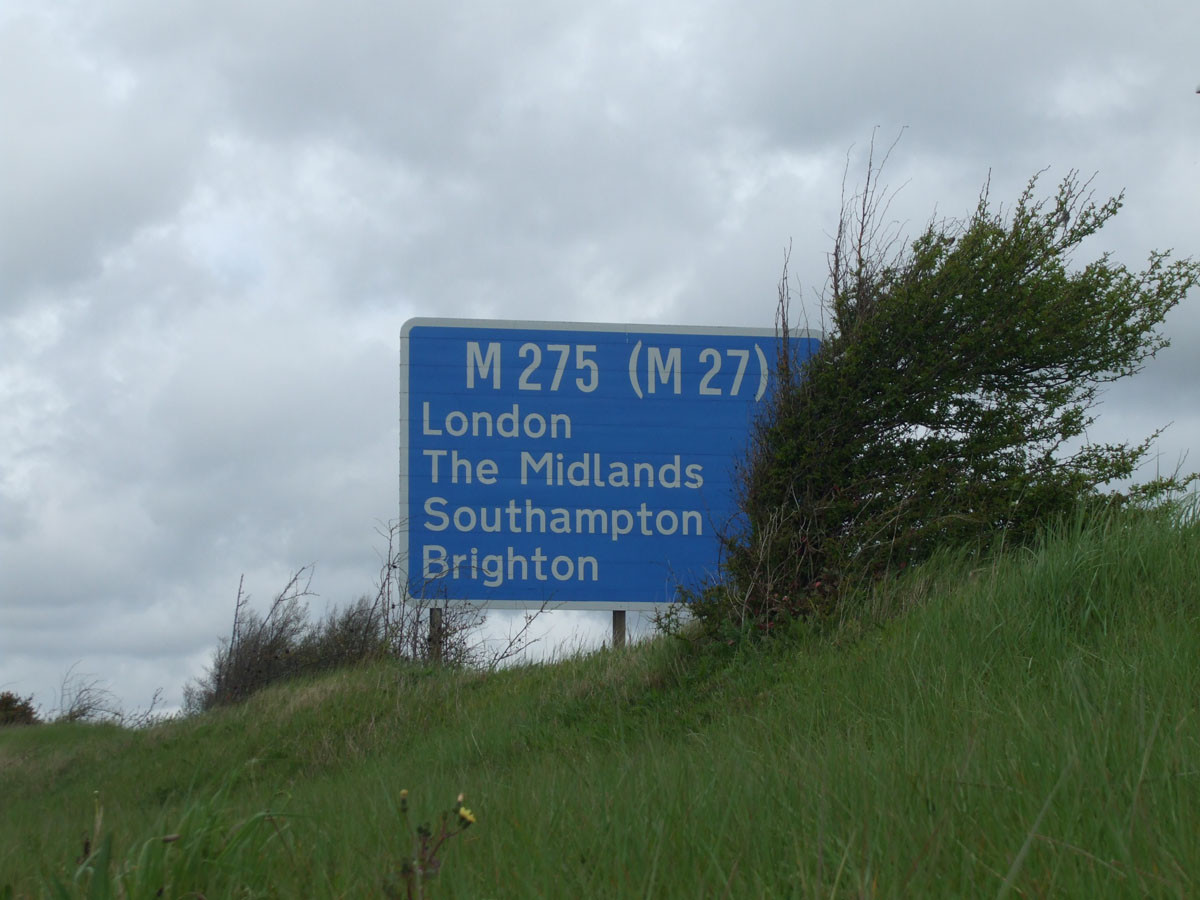 M 275 (M 27)
London
The Midlands
Southampton
Brighton